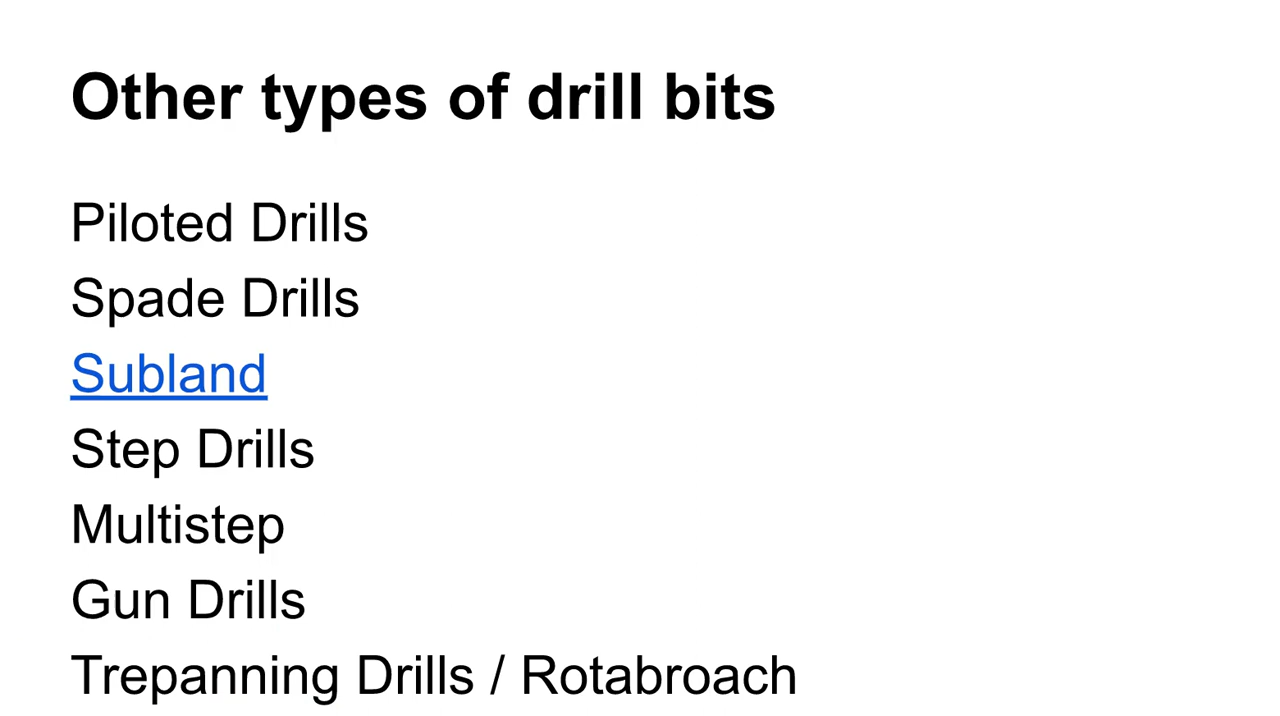 Other types of drill bits
Piloted Drills
Spade Drills
Subland
Step Drills
Multistep
Gun Drills
Trepanning Drills / Rotabroach